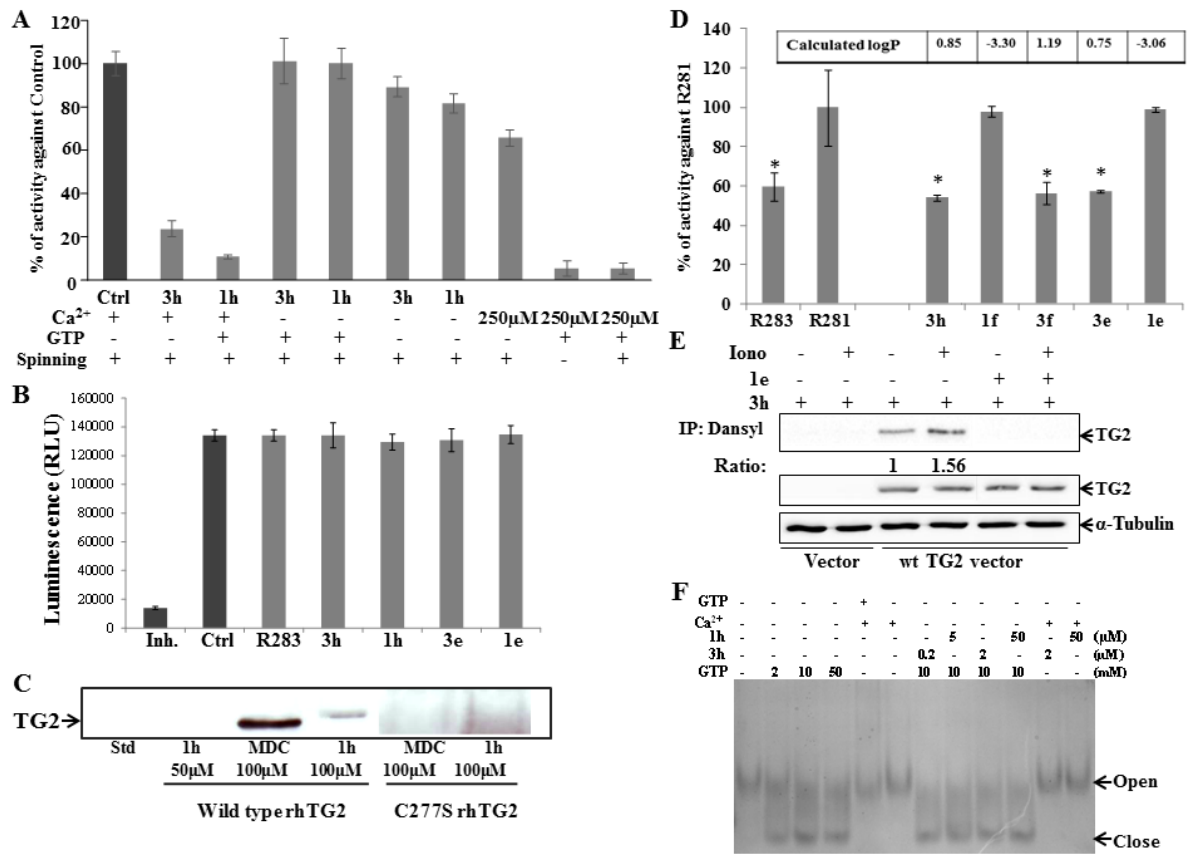 A
% of activity against Control
120
100
80
60
40
20
0
Ctrl 3h 1h 3h 1h 3h 1h
Ca2+ + + + - - - - 250µM 250µM 250µM
GTP - - + + + - - - + +
Spinning + + + + + + + + - +
B
Luminescence (RLU)
160000
140000
120000
100000
80000
60000
40000
20000
0
Inh. Ctrl R283 3h 1h 3e 1e
C
TG2
Std 1h MDC 1h MDC 1h
50µM 100µM 100µM 100µM 100µM
Wild type rhTG2 C277S rhTG2
D
% of activity against R281
140
120
100
80
60
40
20
0
Calculated logP 0.85 -3.30 1.19 0.75 -3.06
* * * *
R283 R281 3h 1f 3f 3e 1e
E
Iono - + - + - +
1e - - - - + +
3h + + + + + +
IP: Dansyl TG2
Ratio: 1 1.56
TG2
α-Tubulin
Vector wt TG2 vector
F
GTP - - - - + - - - - - - -
Ca2+ - - - - + + - - - - + +
1h - - - - - - - 5 - 50 - 50 (µM)
3h - - - - - - 0.2 - 2 - 2 - (µM)
GTP - 2 10 50 - - 10 10 10 10 - - (mM)
Open
Close